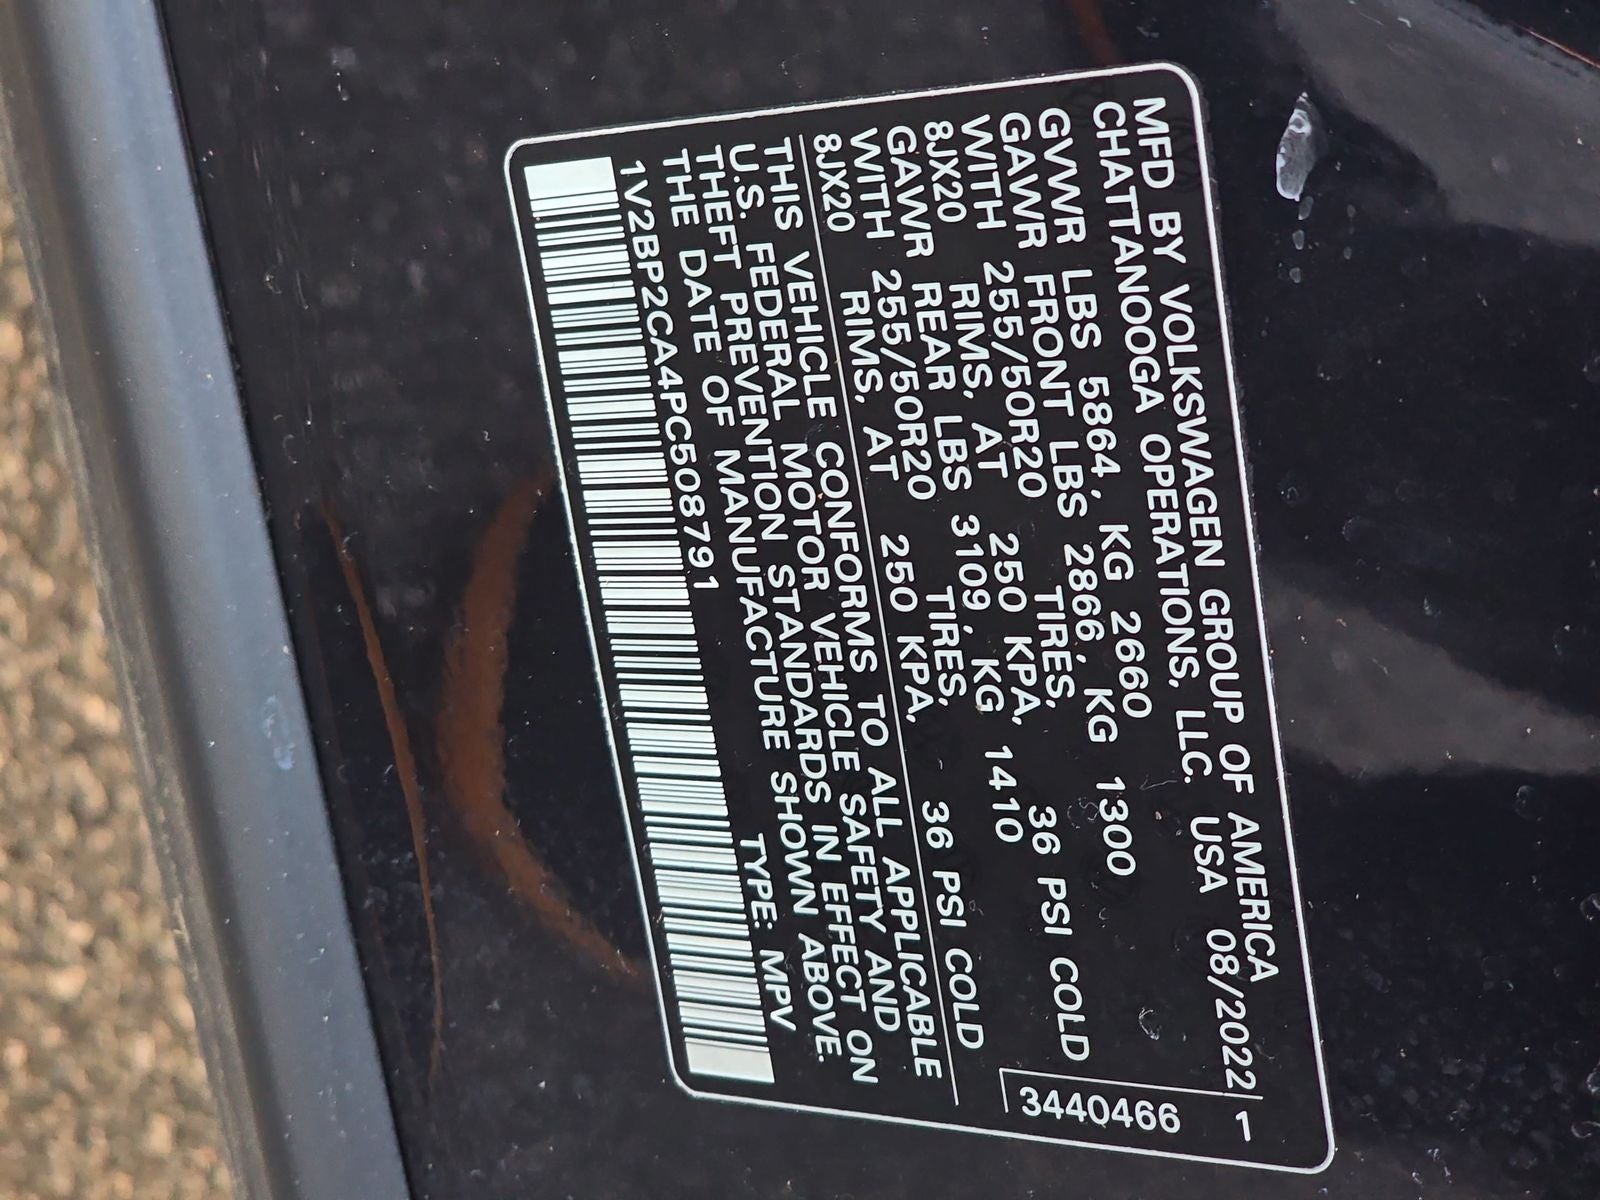 MFD BY VOLKSWAGEN GROUP OF AMERICA
CHATTANOOGA OPERATIONS, LLC. USA 08/2022 1
GVWR LBS 5864, KG 2660
GAWR FRONT LBS 2866, KG 1300
WITH 255/50R20 TIRES,
8JX20 RIMS, AT 250 KPA, 36 PSI COLD
GAWR REAR LBS 3109, KG 1410
WITH 255/50R20 TIRES,
8JX20 RIMS, AT 250 KPA, 36 PSI COLD
3440466
THIS VEHICLE CONFORMS TO ALL APPLICABLE
U.S. FEDERAL MOTOR VEHICLE SAFETY AND
THEFT PREVENTION STANDARDS IN EFFECT ON
THE DATE OF MANUFACTURE SHOWN ABOVE.
1V2BP2CA4PC508791 TYPE: MPV